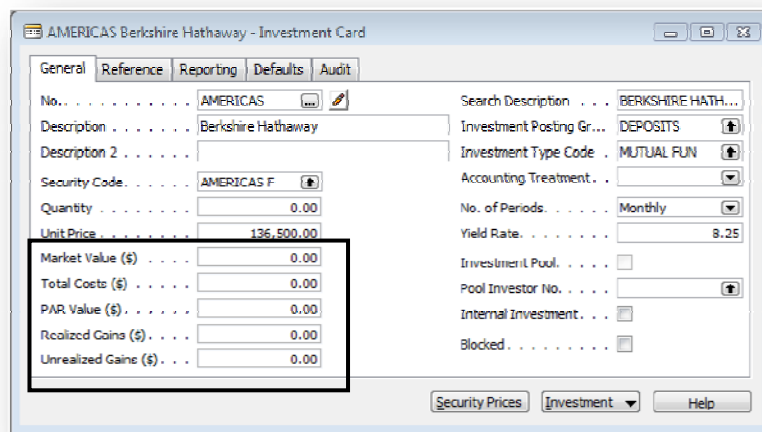 AMERICAS Berkshire Hathaway - Investment Card
General Reference Reporting Defaults Audit
No.. . . . . . . . . . . . AMERICAS ...
Description . . . . . . . Berkshire Hathaway
Description 2 . . . . . .
Security Code. . . . . . AMERICAS F
Quantity . . . . . . . . 0.00
Unit Price . . . . . . . . 136,500.00
Market Value ($) . . . . 0.00
Total Costs ($) . . . . . 0.00
PAR Value ($). . . . . . 0.00
Realized Gains ($) . . . 0.00
Unrealized Gains ($). . . 0.00
Search Description . . . BERKSHIRE HATH...
Investment Posting Gr... DEPOSITS
Investment Type Code . MUTUAL FUN
Accounting Treatment. .
No. of Periods. . . . . . Monthly
Yield Rate. . . . . . . . 8.25
Investment Pool. . . . .
Pool Investor No. . . . .
Internal Investment. . .
Blocked . . . . . . . . .
Security Prices Investment Help